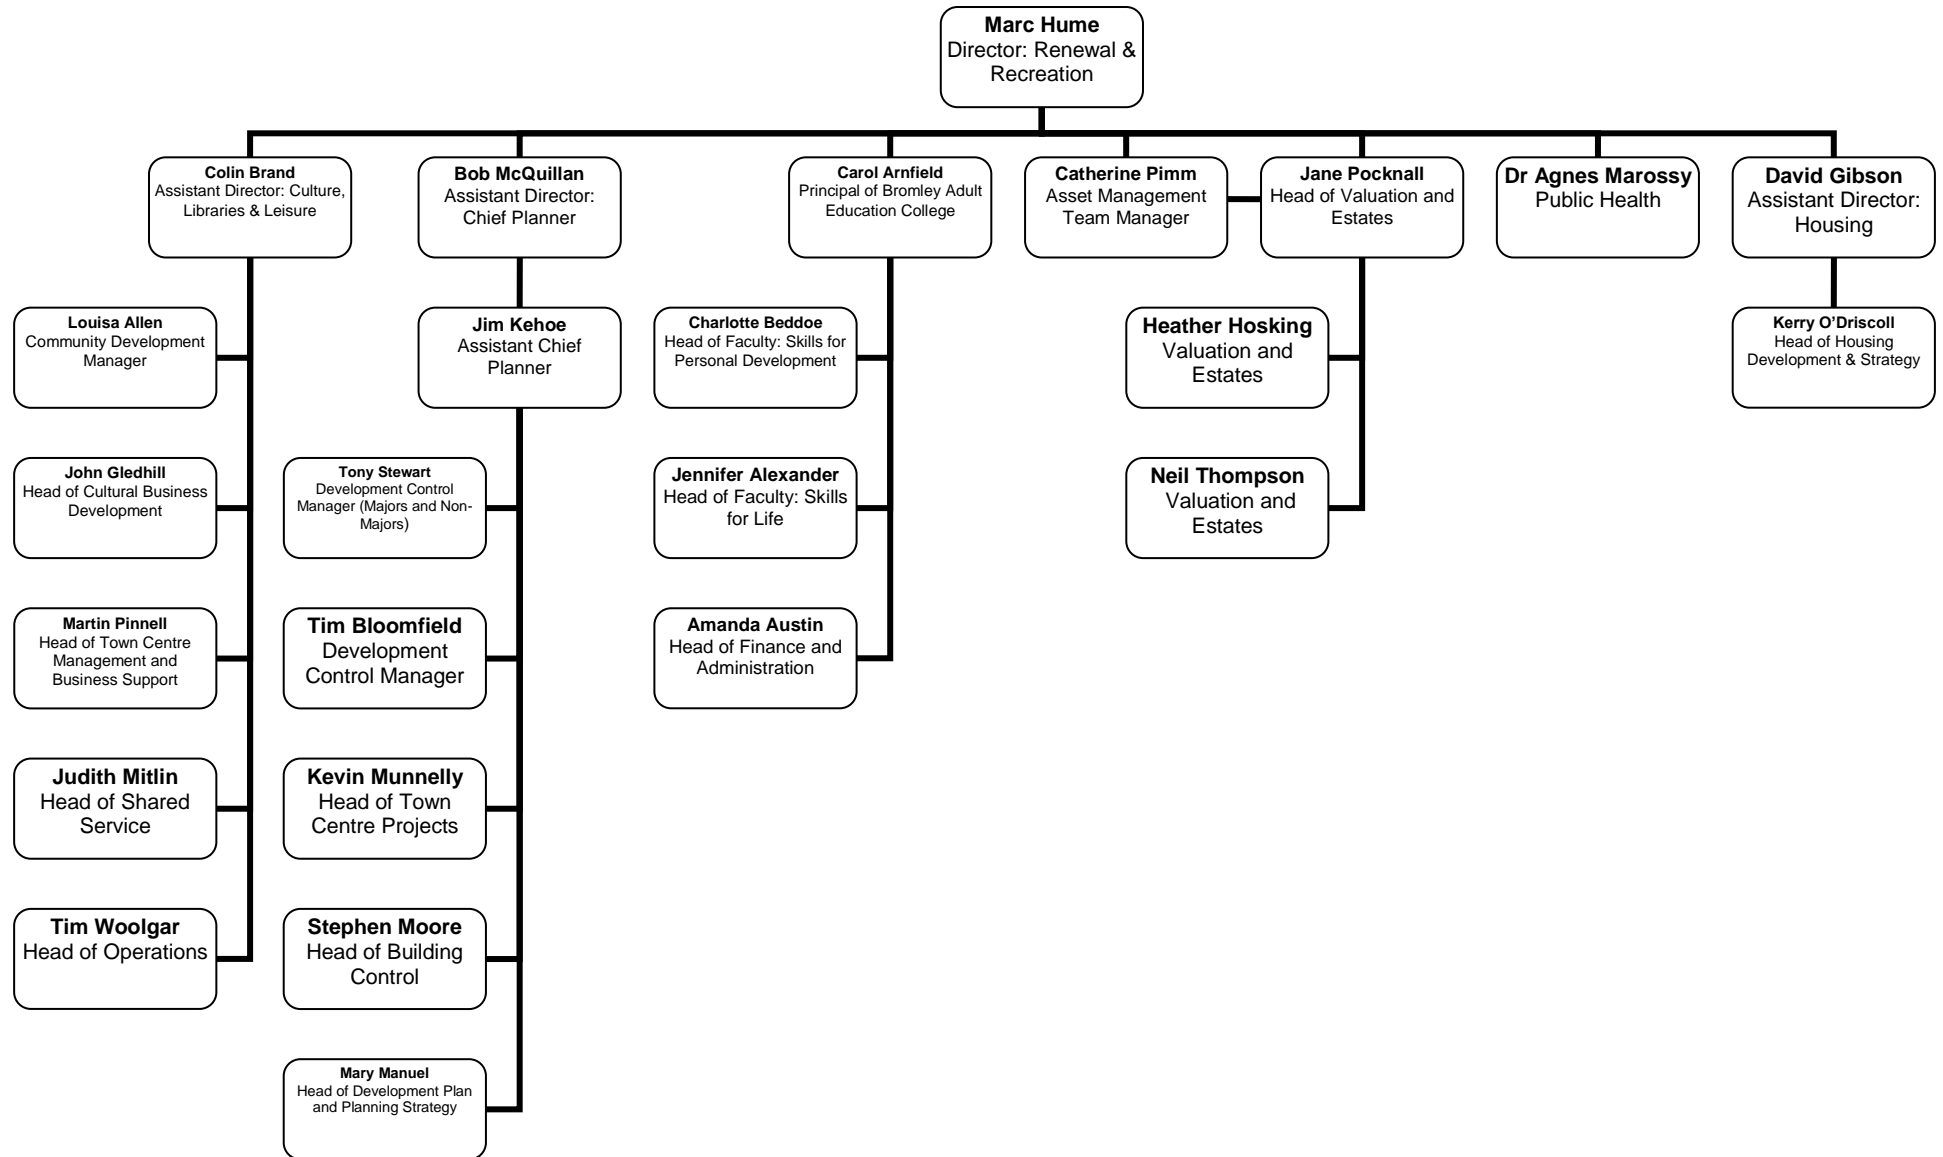 Marc Hume
Director: Renewal &
Recreation
Colin Brand
Assistant Director: Culture,
Libraries & Leisure
Bob McQuillan
Assistant Director:
Chief Planner
Carol Arnfield
Principal of Bromley Adult
Education College
Catherine Pimm
Asset Management
Team Manager
Jane Pocknall
Head of Valuation and
Estates
Dr Agnes Marossy
Public Health
David Gibson
Assistant Director:
Housing
Louisa Allen
Community Development
Manager
Jim Kehoe
Assistant Chief
Planner
Charlotte Beddoe
Head of Faculty: Skills for
Personal Development
Heather Hosking
Valuation and
Estates
Kerry O’Driscoll
Head of Housing
Development & Strategy
John Gledhill
Head of Cultural Business
Development
Tony Stewart
Development Control
Manager (Majors and Non-
Majors)
Jennifer Alexander
Head of Faculty: Skills
for Life
Neil Thompson
Valuation and
Estates
Martin Pinnell
Head of Town Centre
Management and
Business Support
Tim Bloomfield
Development
Control Manager
Amanda Austin
Head of Finance and
Administration
Judith Mitlin
Head of Shared
Service
Kevin Munnelly
Head of Town
Centre Projects
Tim Woolgar
Head of Operations
Stephen Moore
Head of Building
Control
Mary Manuel
Head of Development Plan
and Planning Strategy